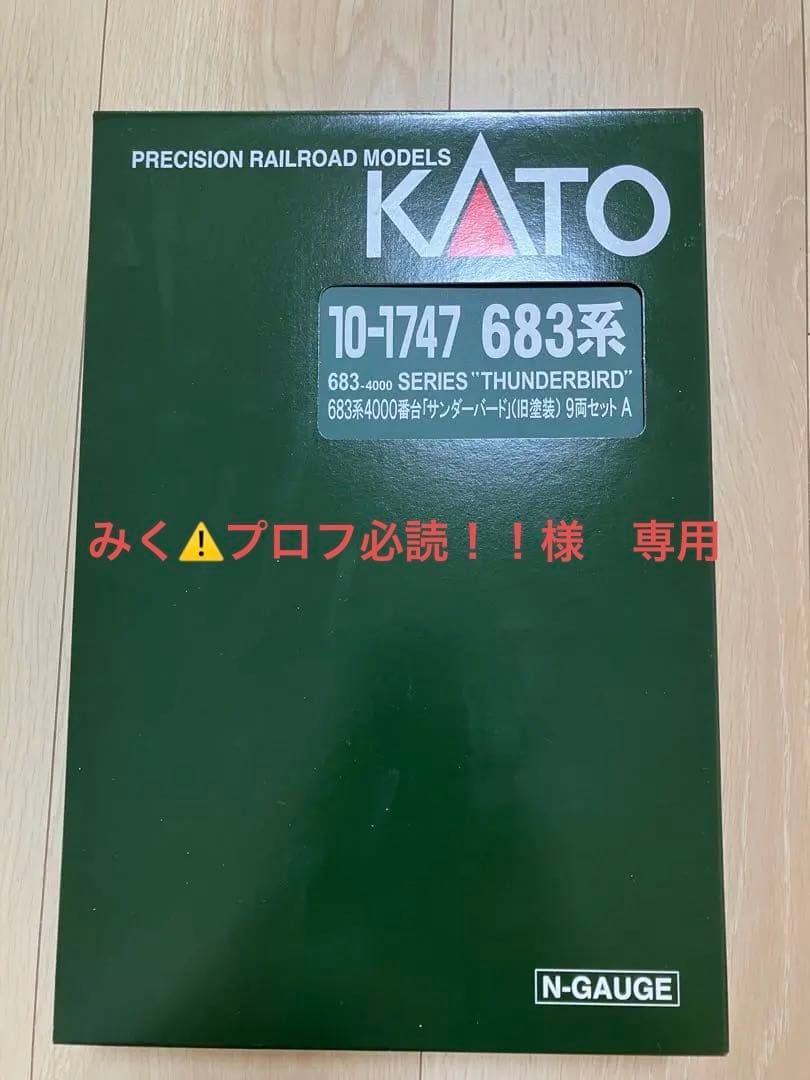 PRECISION RAILROAD MODELS
KATO
10-1747 683系
683-4000 SERIES "THUNDERBIRD"
683系4000番台「サンダーバード」(旧塗装) 9両セット A
みく⚠️プロフ必読！！様　専用
N-GAUGE